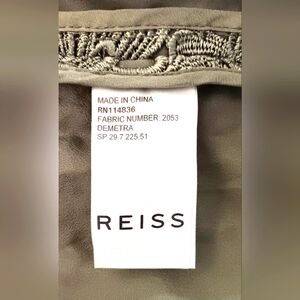 MADE IN CHINA
RN114836
FABRIC NUMBER: 2053
DEMETRA
SP 29.7.225.51
REISS